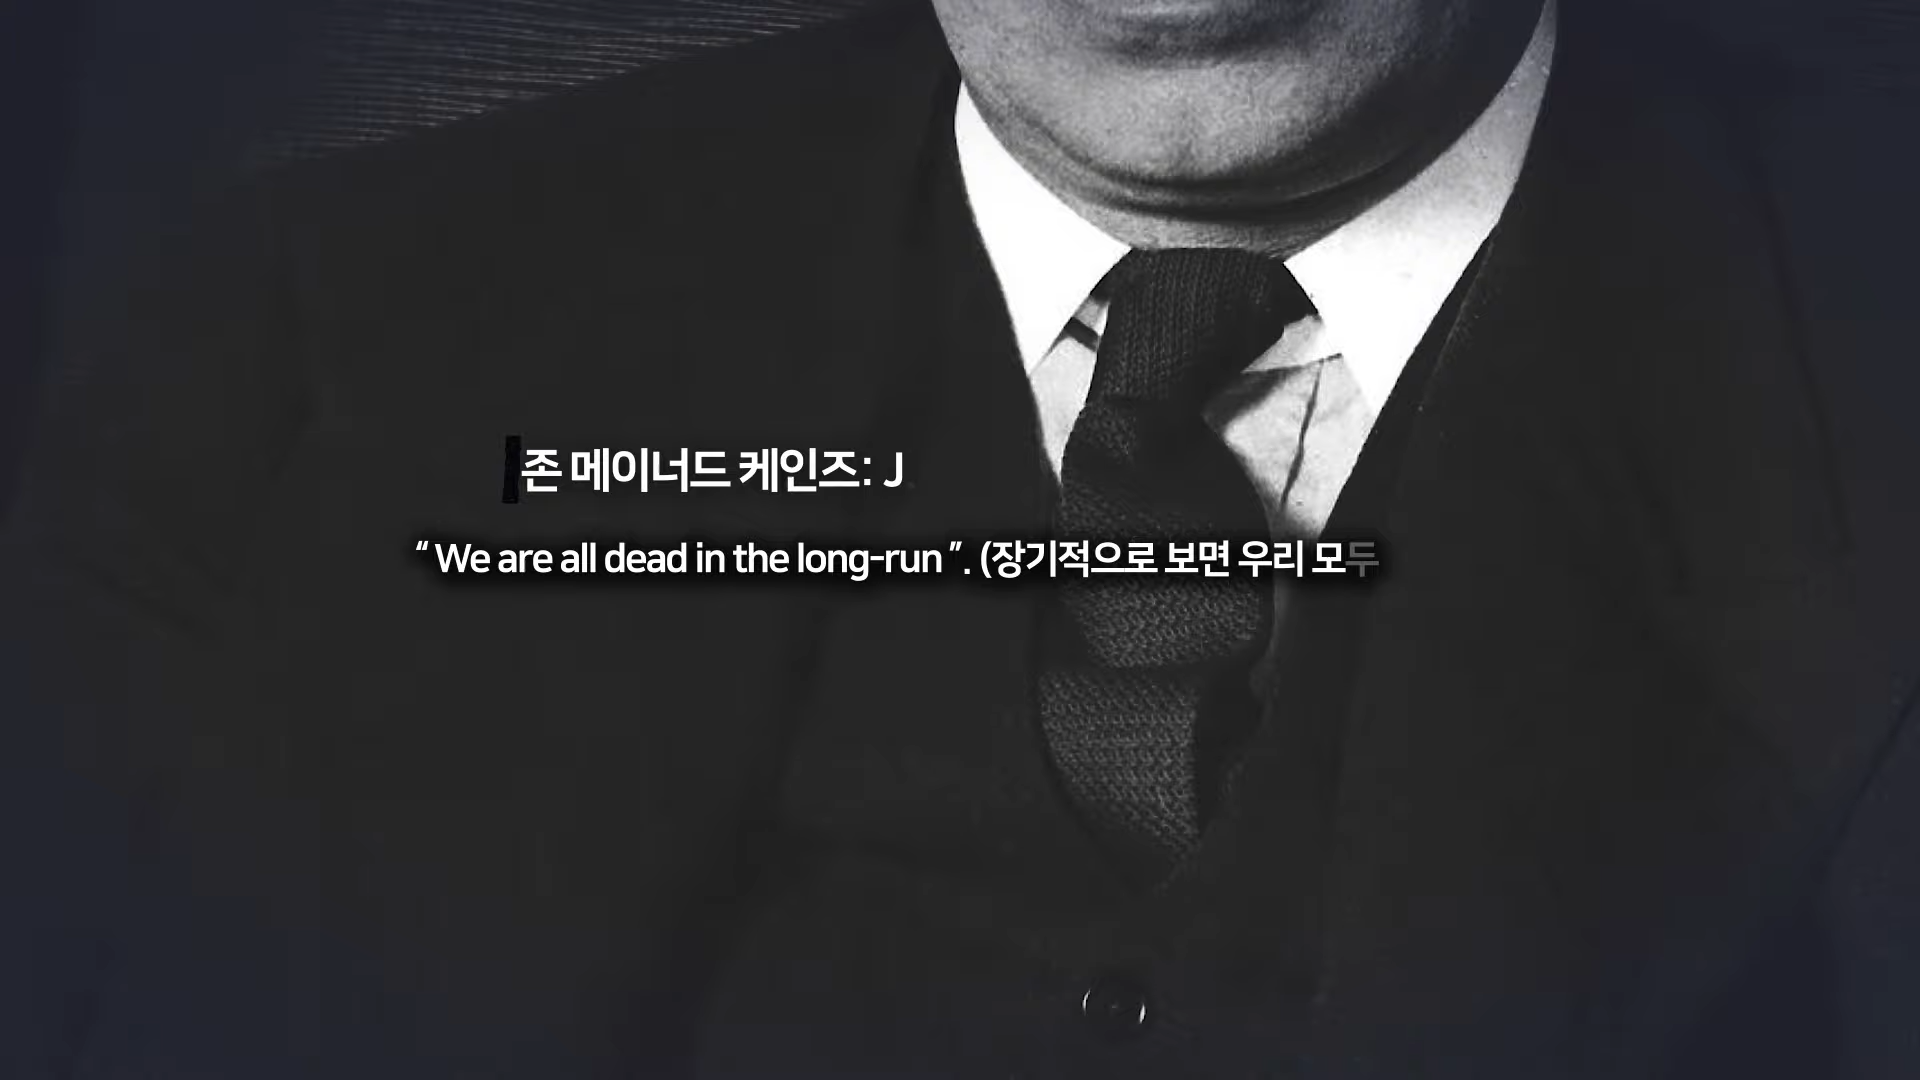 존 메이너드 케인즈: J
“ We are all dead in the long-run ”. (장기적으로 보면 우리 모두